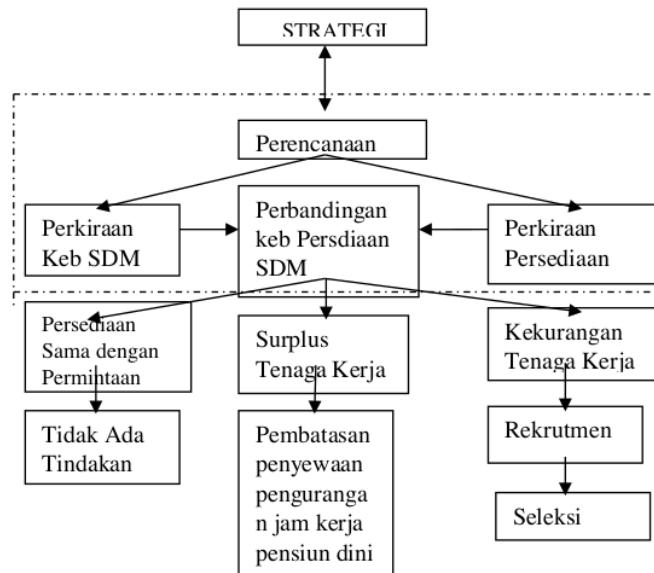 STRATEGI
Perencanaan
Perkiraan
Keb SDM
Perbandingan
keb Persdiaan
SDM
Perkiraan
Persediaan
Persediaan
Sama dengan
Permintaan
Surplus
Tenaga Kerja
Kekurangan
Tenaga Kerja
Tidak Ada
Tindakan
Pembatasan
penyewaan
penguranga
n jam kerja
pensiun dini
Rekrutmen
Seleksi